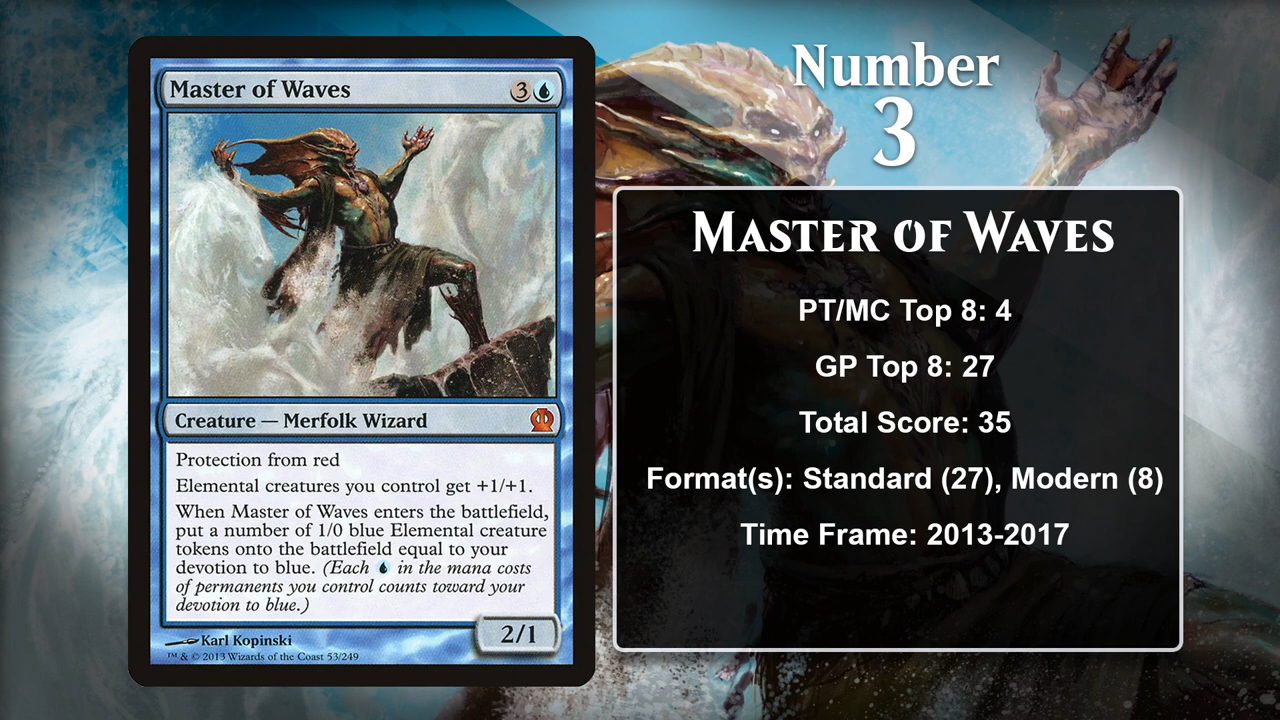 Master of Waves 3
Creature — Merfolk Wizard
Protection from red
Elemental creatures you control get +1/+1.
When Master of Waves enters the battlefield,
put a number of 1/0 blue Elemental creature
tokens onto the battlefield equal to your
devotion to blue. (Each in the mana costs
of permanents you control counts toward your
devotion to blue.)
2/1
Karl Kopinski
™ & © 2013 Wizards of the Coast 53/249
Number
3
Master of Waves
PT/MC Top 8: 4
GP Top 8: 27
Total Score: 35
Format(s): Standard (27), Modern (8)
Time Frame: 2013-2017